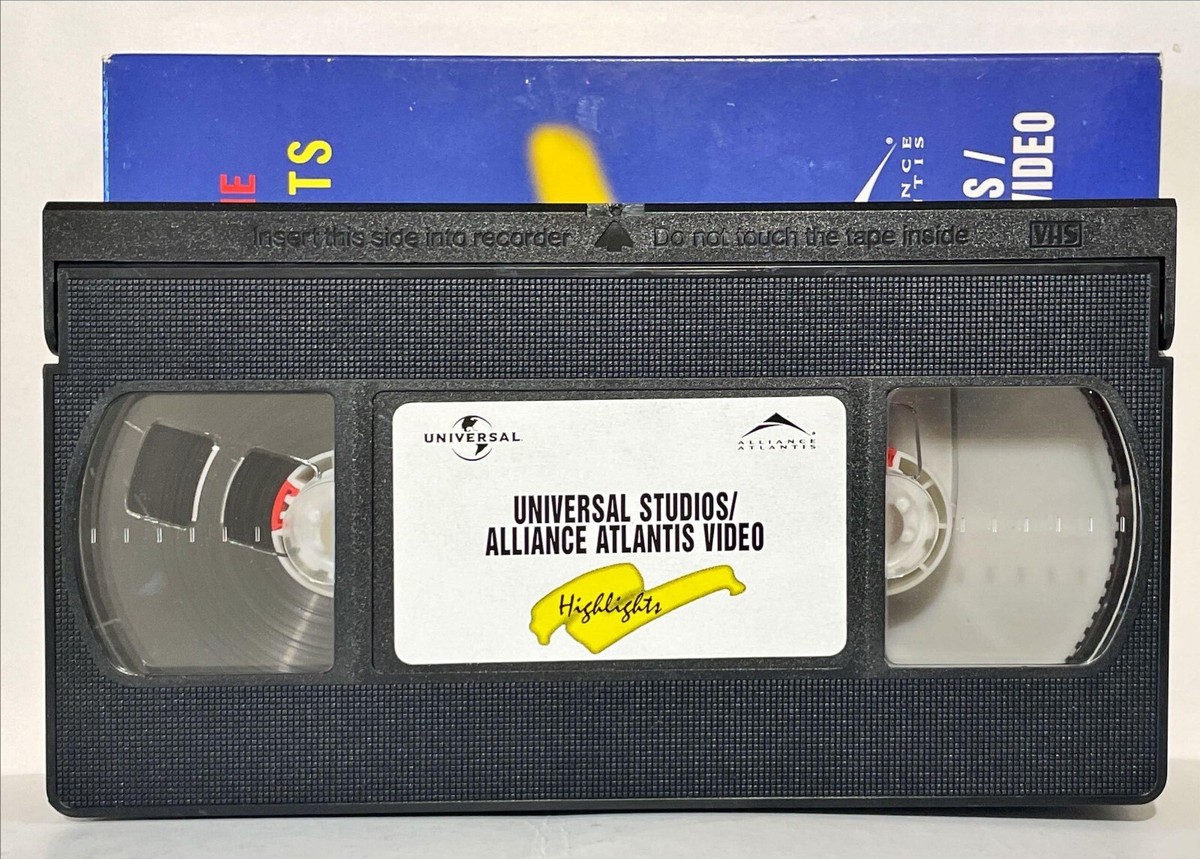 TS
VIDEO
Insert this side into recorder
Do not touch the tape inside
VHS
UNIVERSAL
ALLIANCE
ATLANTIS
UNIVERSAL STUDIOS/
ALLIANCE ATLANTIS VIDEO
Highlights